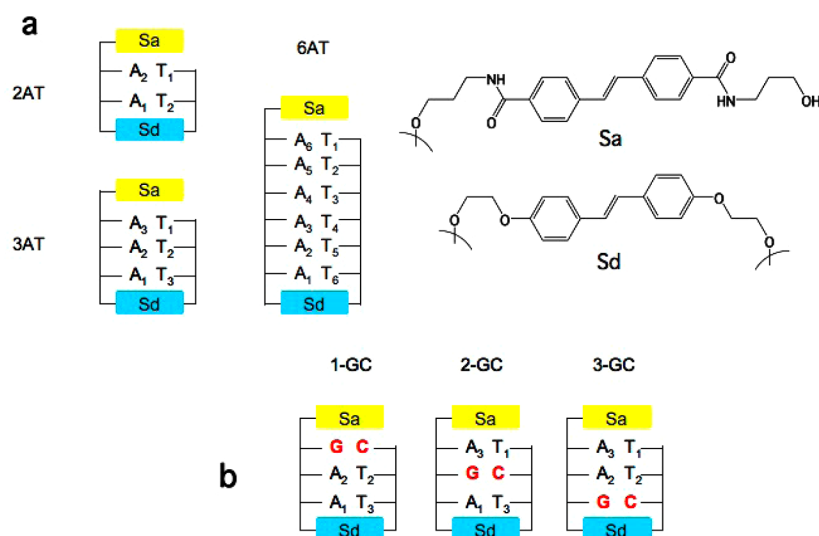 a
2AT
Sa
A2 T1
A1 T2
Sd
3AT
Sa
A3 T1
A2 T2
A1 T3
Sd
6AT
Sa
A6 T1
A5 T2
A4 T3
A3 T4
A2 T5
A1 T6
Sd
O
NH
O
O
N
H
OH
Sa
O
O
O
O
Sd
b
1-GC
Sa
G C
A2 T2
A1 T3
Sd
2-GC
Sa
A3 T1
G C
A1 T3
Sd
3-GC
Sa
A3 T1
A2 T2
G C
Sd